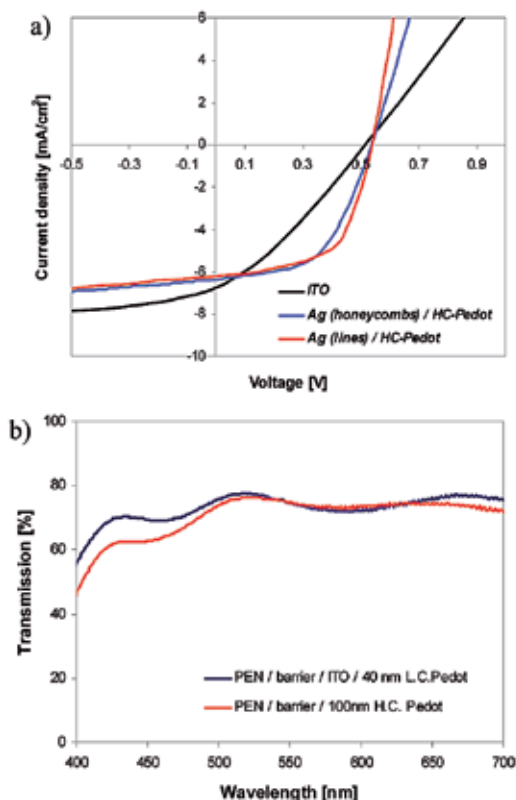 a)
6
4
2
0
-2
-4
-6
-8
-10
-0.5 -0.3 -0.1 0.1 0.3 0.5 0.7 0.9
Current density [mA/cm²]
ITO
Ag (honeycombs) / HC-Pedot
Ag (lines) / HC-Pedot
Voltage [V]
b)
100
80
60
40
20
0
Transmission [%]
PEN / barrier / ITO / 40 nm L.C.Pedot
PEN / barrier / 100nm H.C. Pedot
400 450 500 550 600 650 700
Wavelength [nm]